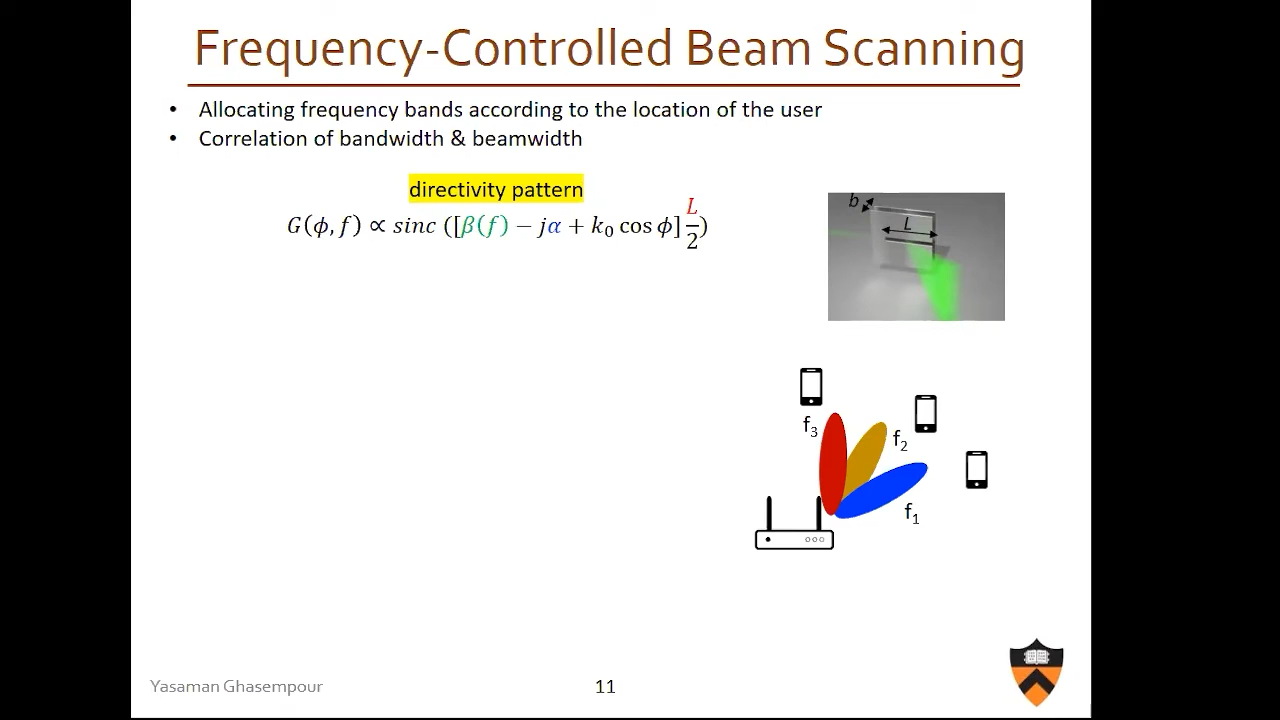 Frequency-Controlled Beam Scanning
• Allocating frequency bands according to the location of the user
• Correlation of bandwidth & beamwidth
directivity pattern
G(ϕ, f) ∝ sinc ([β(f) − jα + k₀ cos ϕ] L/2)
b
L
f₃
f₂
f₁
Yasaman Ghasempour
11